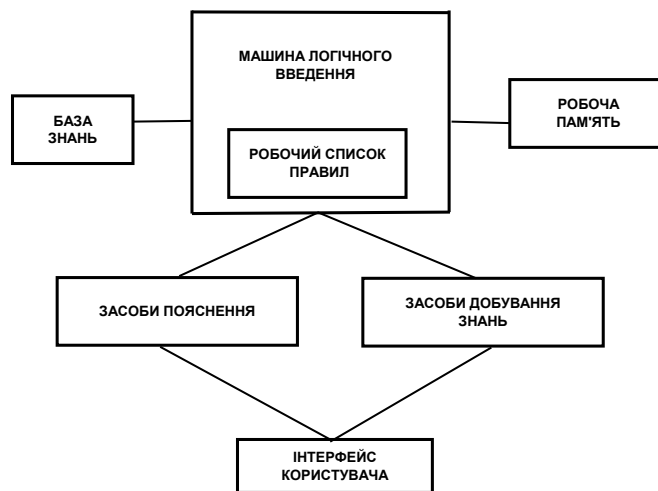 МАШИНА ЛОГІЧНОГО
ВВЕДЕННЯ
БАЗА
ЗНАНЬ
РОБОЧА
ПАМ'ЯТЬ
РОБОЧИЙ СПИСОК
ПРАВИЛ
ЗАСОБИ ПОЯСНЕННЯ
ЗАСОБИ ДОБУВАННЯ
ЗНАНЬ
ІНТЕРФЕЙС
КОРИСТУВАЧА